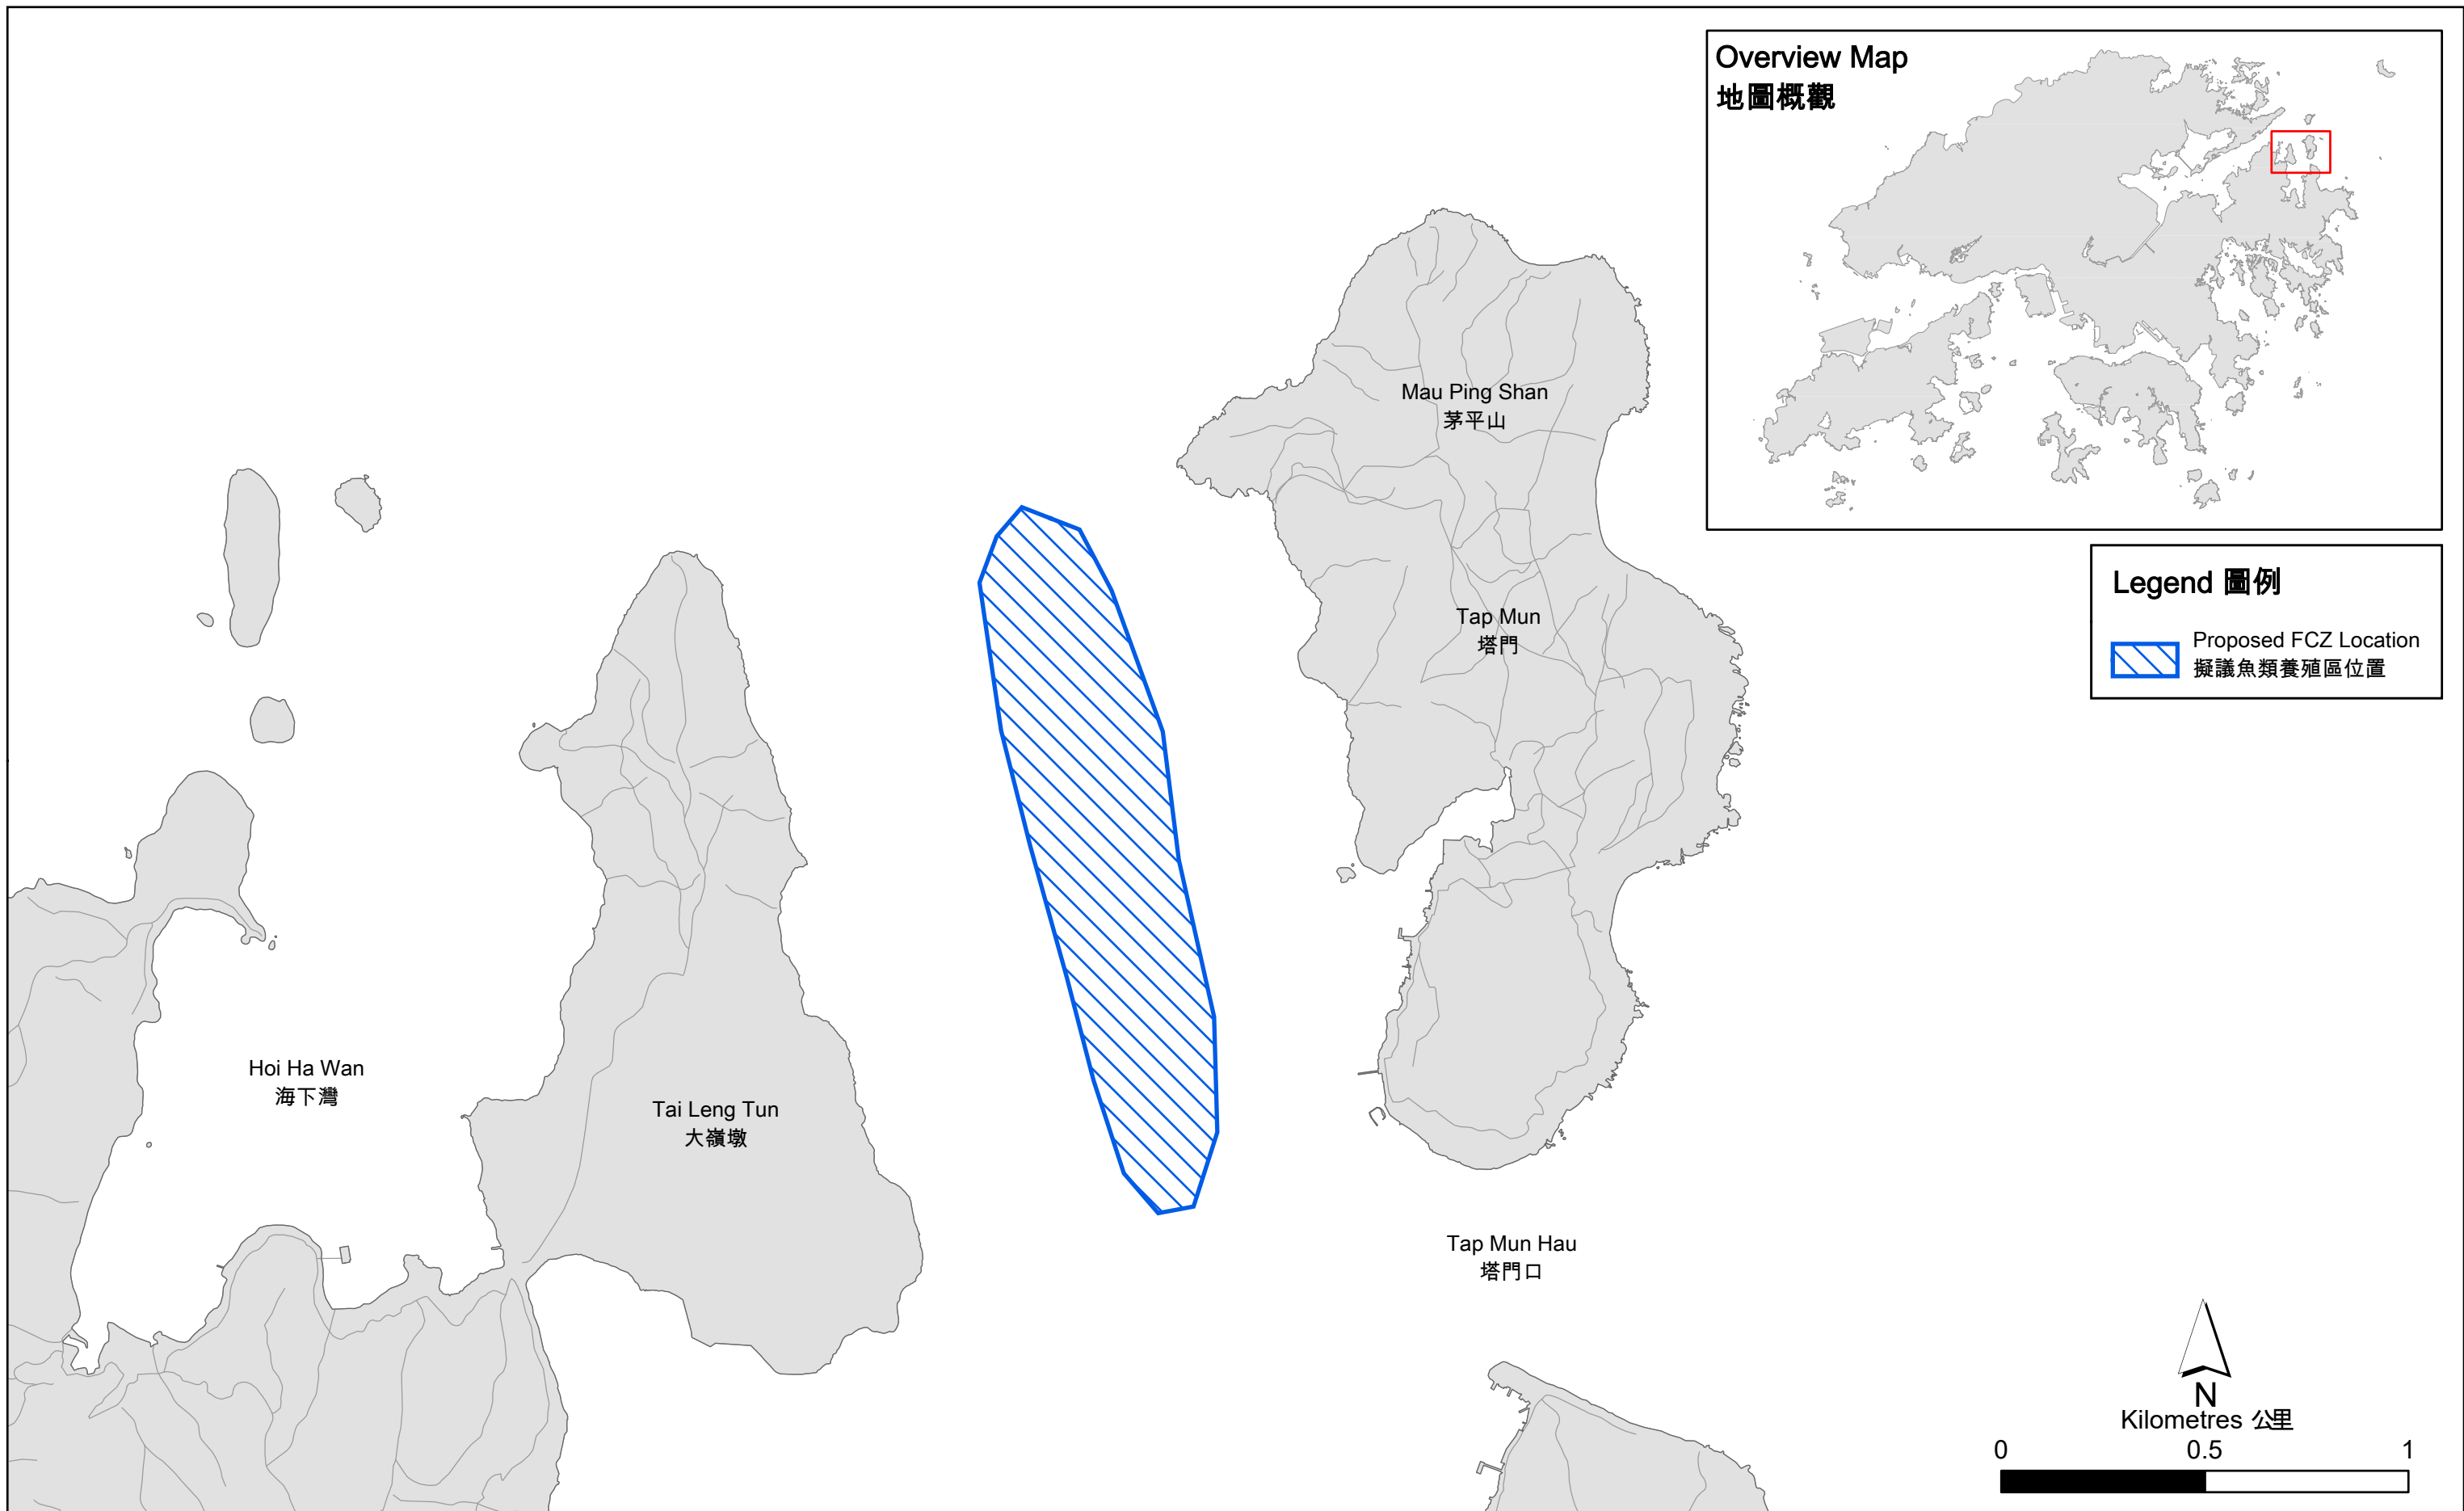 Overview Map
地圖概觀
Mau Ping Shan
茅平山
Legend 圖例
Tap Mun
塔門
Proposed FCZ Location
擬議魚類養殖區位置
Hoi Ha Wan
海下灣
Tai Leng Tun
大嶺墩
Tap Mun Hau
塔門口
N
Kilometres 公里
0 0.5 1